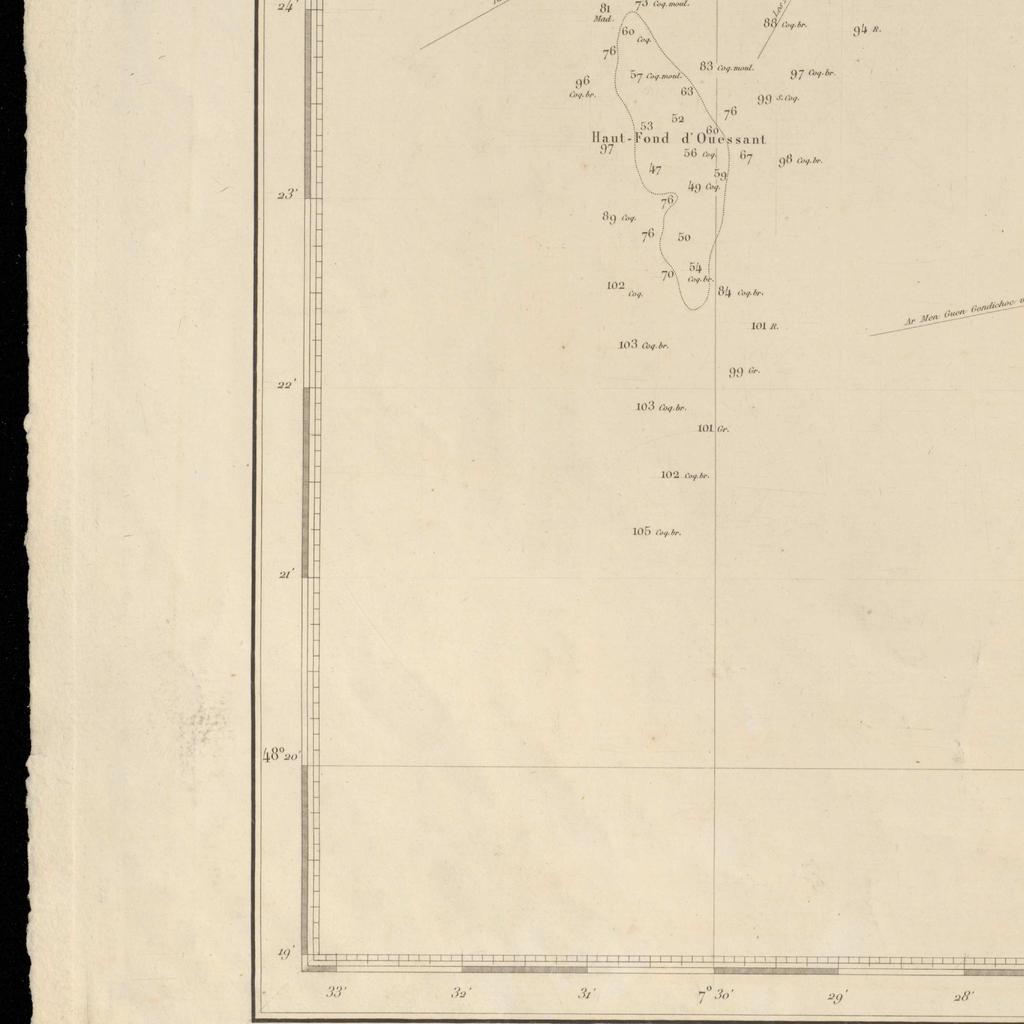 24'
81 Mad.
73 Coq. moul.
88 Coq. br.
94 R.
60 Coq.
76
57 Coq. moul.
83 Coq. moul.
97 Coq. br.
96 Coq. br.
63
99 S. Coq.
76
52
53
60
Haut-Fond d'Ouessant
97
56 Coq.
67
98 Coq. br.
47
59
49 Coq.
23'
76
89 Coq.
76
50
54 Coq. br.
70
102 Coq.
84 Coq. br.
Ar Men Guen Gondichoc
101 R.
103 Coq. br.
99 Gr.
22'
103 Coq. br.
101 Gr.
102 Coq. br.
105 Coq. br.
21'
48° 20'
19'
33'
32'
31'
7° 30'
29'
28'